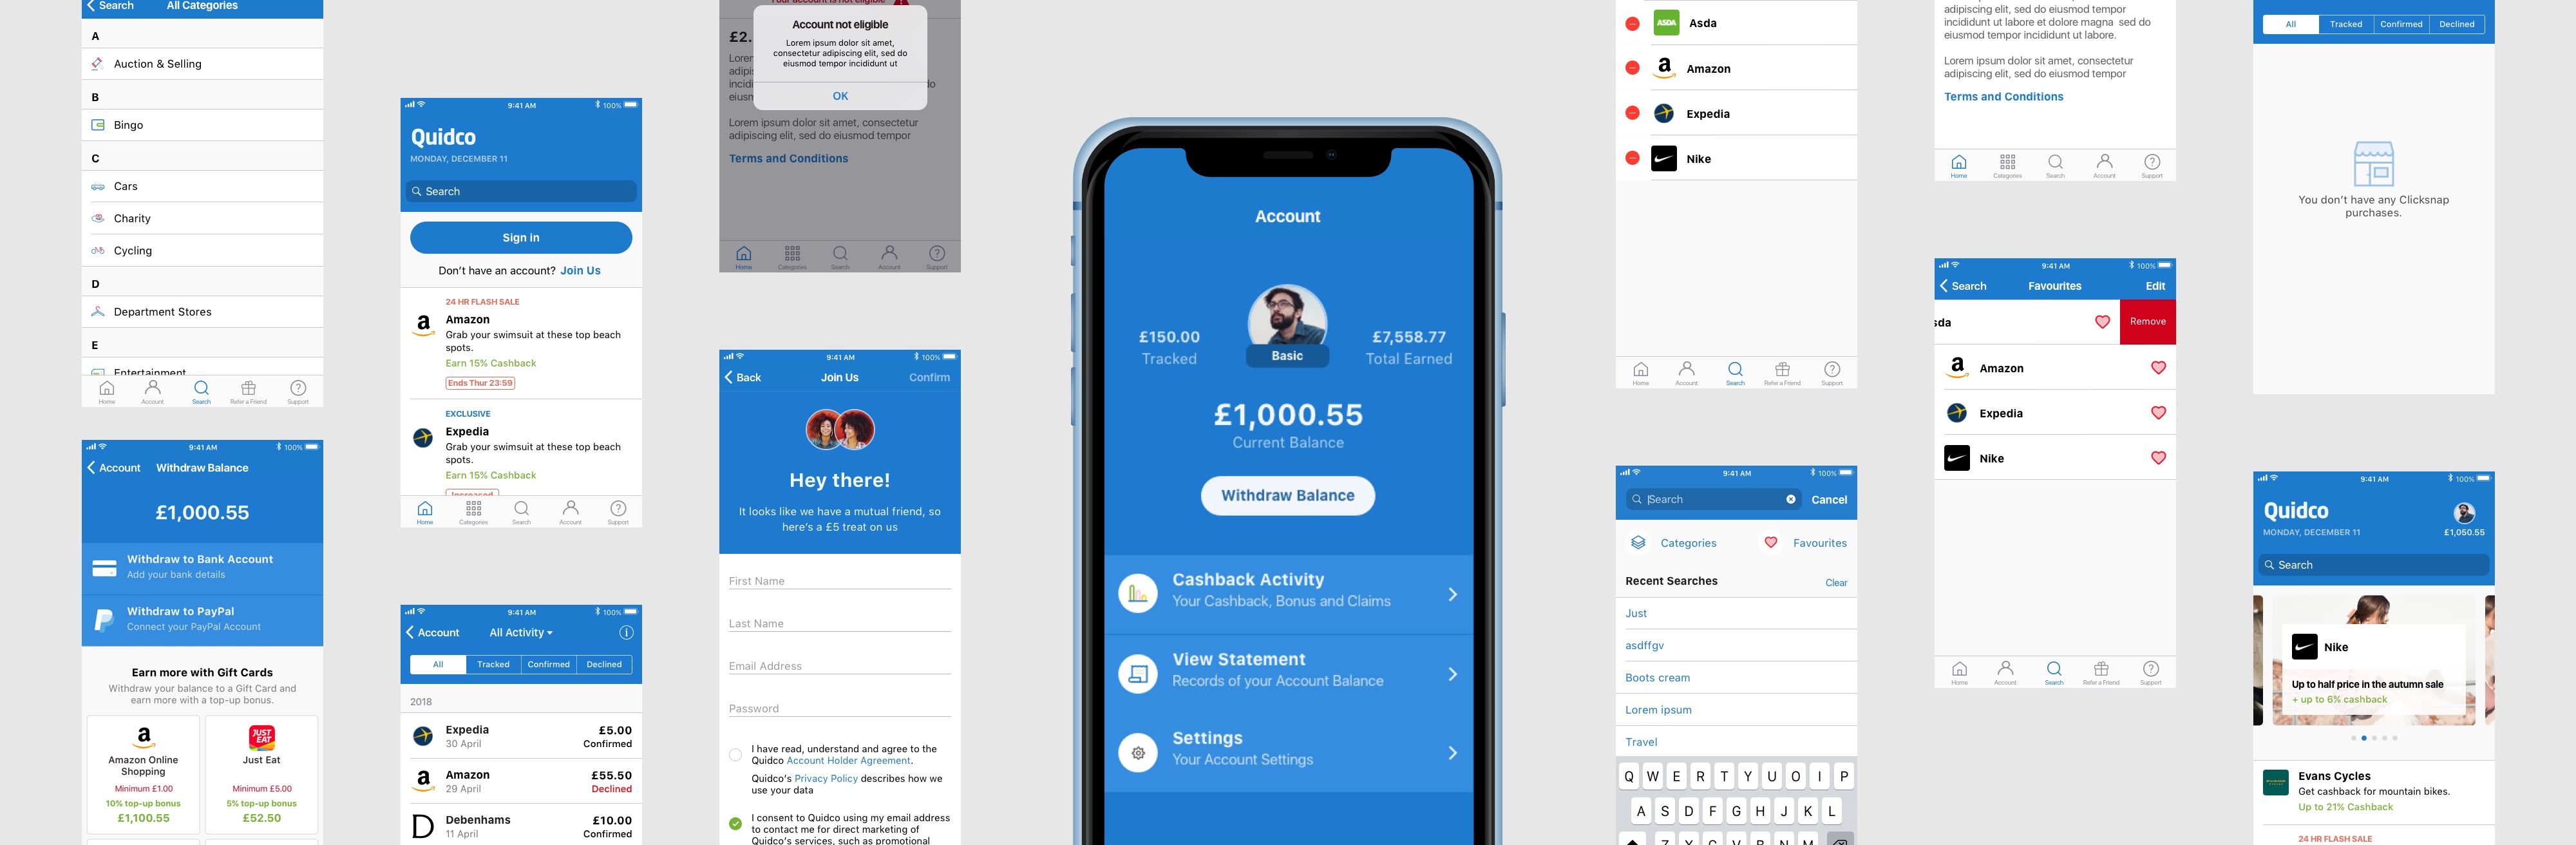 Search
All Categories
A
Auction & Selling
B
Bingo
C
Cars
Charity
Cycling
D
Department Stores
E
Entertainment
Home
Account
Search
Refer a Friend
Support
9:41 AM
100%
Account
Withdraw Balance
£1,000.55
Withdraw to Bank Account
Add your bank details
Withdraw to PayPal
Connect your PayPal Account
Earn more with Gift Cards
Withdraw your balance to a Gift Card and
earn more with a top-up bonus.
Amazon Online
Shopping
Minimum £1.00
10% top-up bonus
£1,100.55
JUST
EAT
Just Eat
Minimum £5.00
5% top-up bonus
£52.50
9:41 AM
100%
Quidco
MONDAY, DECEMBER 11
Search
Sign in
Don't have an account? Join Us
24 HR FLASH SALE
Amazon
Grab your swimsuit at these top beach
spots.
Earn 15% Cashback
Ends Thur 23:59
EXCLUSIVE
Expedia
Grab your swimsuit at these top beach
spots.
Earn 15% Cashback
Increased
Home
Categories
Search
Account
Support
9:41 AM
100%
Account
All Activity
All
Tracked
Confirmed
Declined
2018
Expedia
£5.00
30 April
Confirmed
Amazon
£55.50
29 April
Declined
Debenhams
£10.00
11 April
Confirmed
Your account is not eligible
Account not eligible
Lorem ipsum dolor sit amet,
consectetur adipiscing elit, sed do
eiusmod tempor incididunt ut
OK
£2.
Lorem ipsum dolor sit amet, consectetur
adipiscing elit, sed do eiusmod tempor
Terms and Conditions
Home
Categories
Search
Account
Support
9:41 AM
100%
Back
Join Us
Confirm
Hey there!
It looks like we have a mutual friend, so
here's a £5 treat on us
First Name
Last Name
Email Address
Password
I have read, understand and agree to the
Quidco Account Holder Agreement.
Quidco's Privacy Policy describes how we
use your data
I consent to Quidco using my email address
to contact me for direct marketing of
Quidco's services, such as promotional
Account
£150.00
Tracked
Basic
£7,558.77
Total Earned
£1,000.55
Current Balance
Withdraw Balance
Cashback Activity
Your Cashback, Bonus and Claims
View Statement
Records of your Account Balance
Settings
Your Account Settings
ASDA
Asda
Amazon
Expedia
Nike
Home
Account
Search
Refer a Friend
Support
9:41 AM
100%
Search
Cancel
Categories
Favourites
Recent Searches
Clear
Just
asdffgv
Boots cream
Lorem ipsum
Travel
Q W E R T Y U O I P
A S D F G H J K L
Z X C V B N M
adipiscing elit, sed do eiusmod tempor
incididunt ut labore et dolore magna sed do
eiusmod tempor incididunt ut labore.
Lorem ipsum dolor sit amet, consectetur
adipiscing elit, sed do eiusmod tempor
Terms and Conditions
Home
Categories
Search
Account
Support
9:41 AM
100%
Search
Favourites
Edit
sda
Remove
Amazon
Expedia
Nike
Home
Account
Search
Refer a Friend
Support
All
Tracked
Confirmed
Declined
You don't have any Clicksnap
purchases.
9:41 AM
100%
Quidco
MONDAY, DECEMBER 11
£1,050.55
Search
Nike
Up to half price in the autumn sale
+ up to 6% cashback
Evans Cycles
Get cashback for mountain bikes.
Up to 21% Cashback
24 HR FLASH SALE